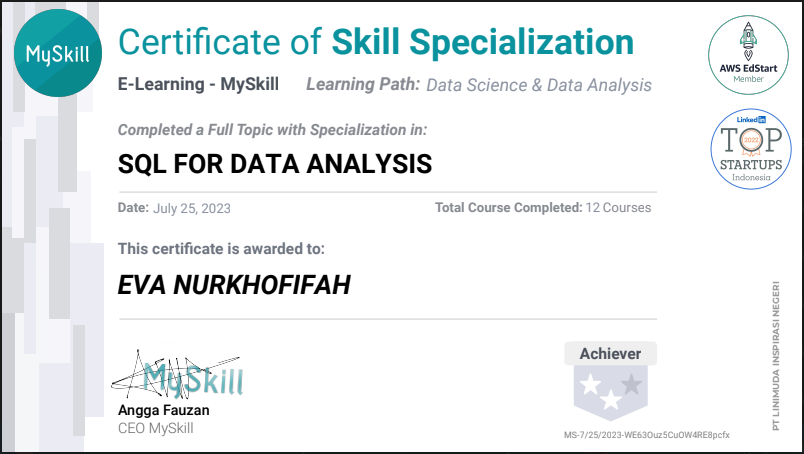 MySkill
Certificate of Skill Specialization
E-Learning - MySkill Learning Path: Data Science & Data Analysis
AWS EdStart
Member
Completed a Full Topic with Specialization in:
SQL FOR DATA ANALYSIS
LinkedIn
TOP
2022
STARTUPS
Indonesia
Date: July 25, 2023 Total Course Completed: 12 Courses
This certificate is awarded to:
EVA NURKHOFIFAH
PT LINIMUDA INSPIRASI NEGERI
MySkill
Angga Fauzan
CEO MySkill
Achiever
MS-7/25/2023-WE63Ouz5CuOW4RE8pcfx